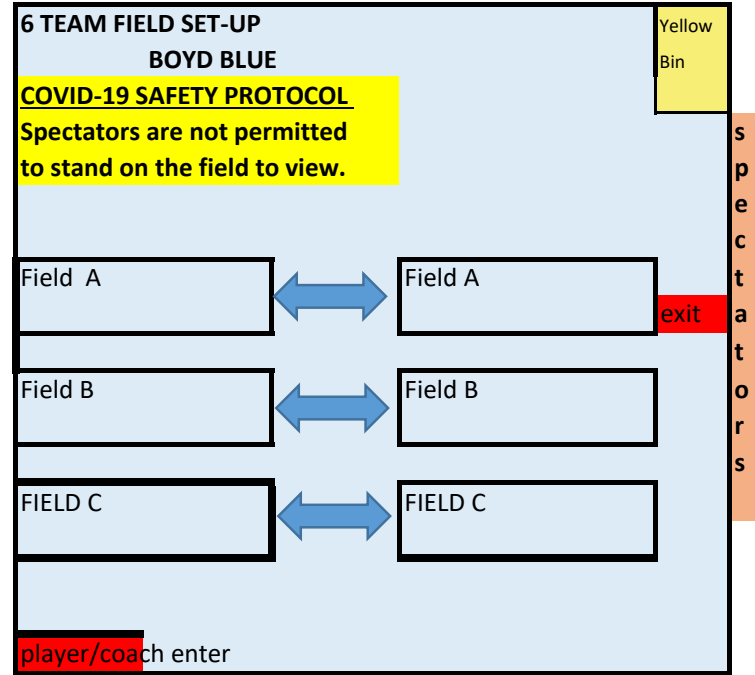 6 TEAM FIELD SET-UP
BOYD BLUE
Yellow
Bin
COVID-19 SAFETY PROTOCOL
Spectators are not permitted
to stand on the field to view.
spectators
Field A
Field A
exit
Field B
Field B
FIELD C
FIELD C
player/coach enter